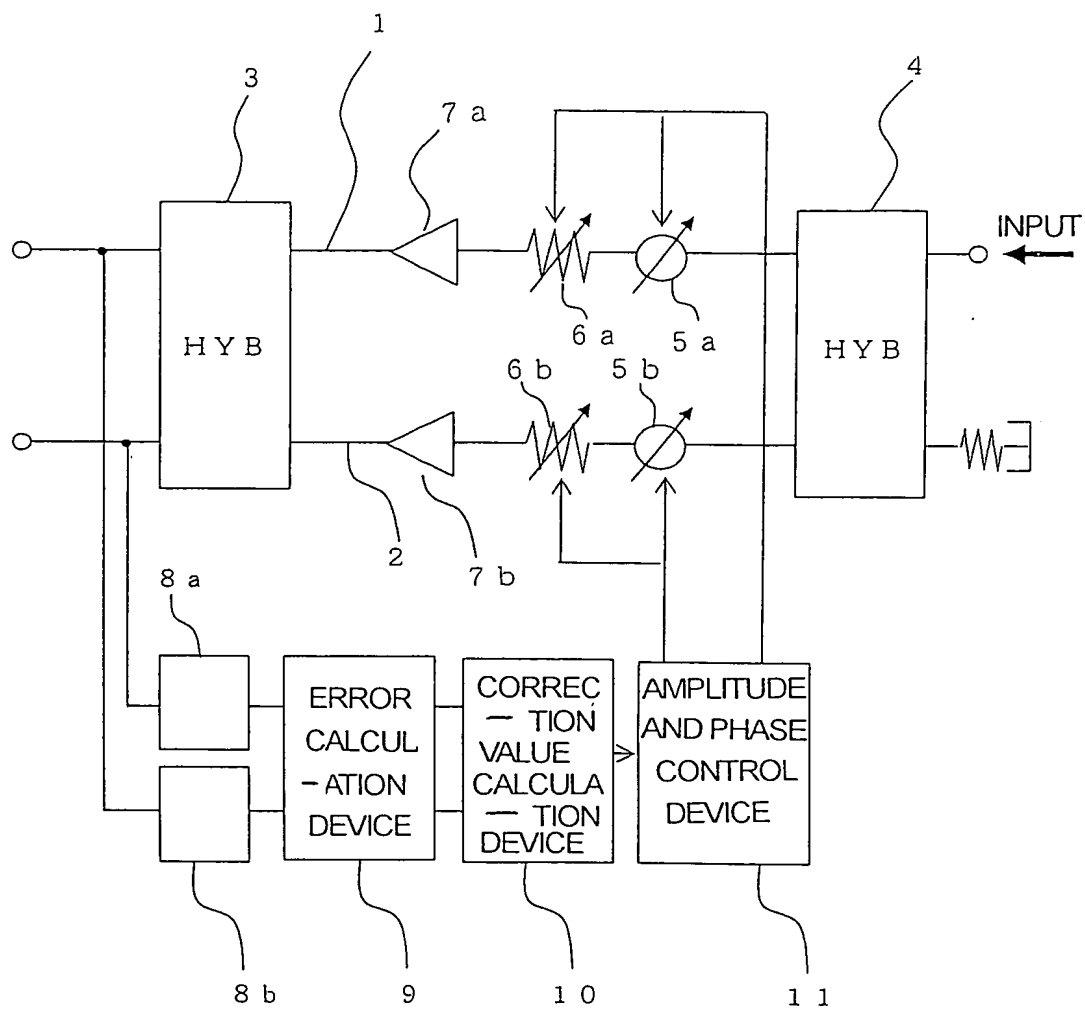 1
3
4
7 a
INPUT
H Y B
6 a
5 a
H Y B
6 b
5 b
2
7 b
8 a
ERROR
CALCUL
-ATION
DEVICE
CORREC
- TION
VALUE
CALCULA
- TION
DEVICE
AMPLITUDE
AND PHASE
CONTROL
DEVICE
8 b
9
1 0
1 1